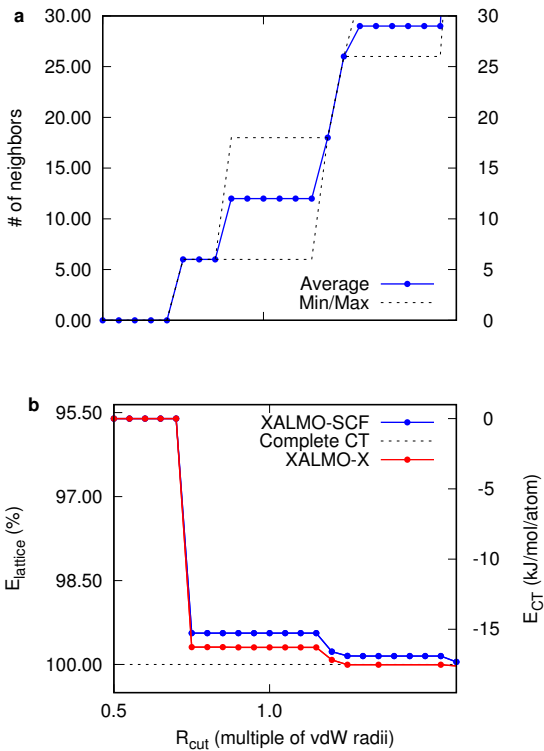 a
30.00
25.00
20.00
15.00
10.00
5.00
0.00
# of neighbors
30
25
20
15
10
5
0
Average
Min/Max
b
95.50
97.00
98.50
100.00
E_lattice (%)
XALMO-SCF
Complete CT
XALMO-X
0
-5
-10
-15
E_CT (kJ/mol/atom)
0.5
1.0
R_cut (multiple of vdW radii)